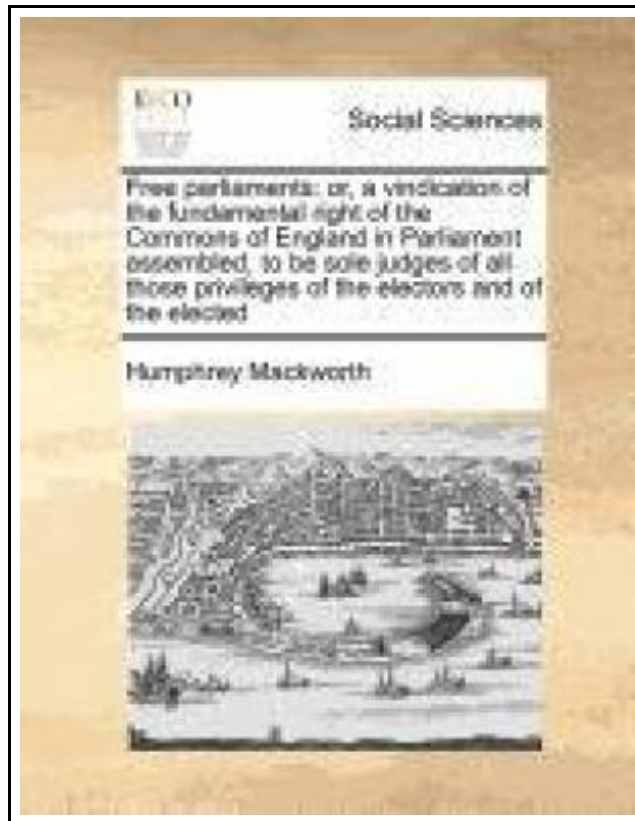 ECCO
Social Sciences
Free parliaments: or, a vindication of
the fundamental right of the
Commons of England in Parliament
assembled, to be sole judges of all
those privileges of the electors and of
the elected
Humphrey Mackworth